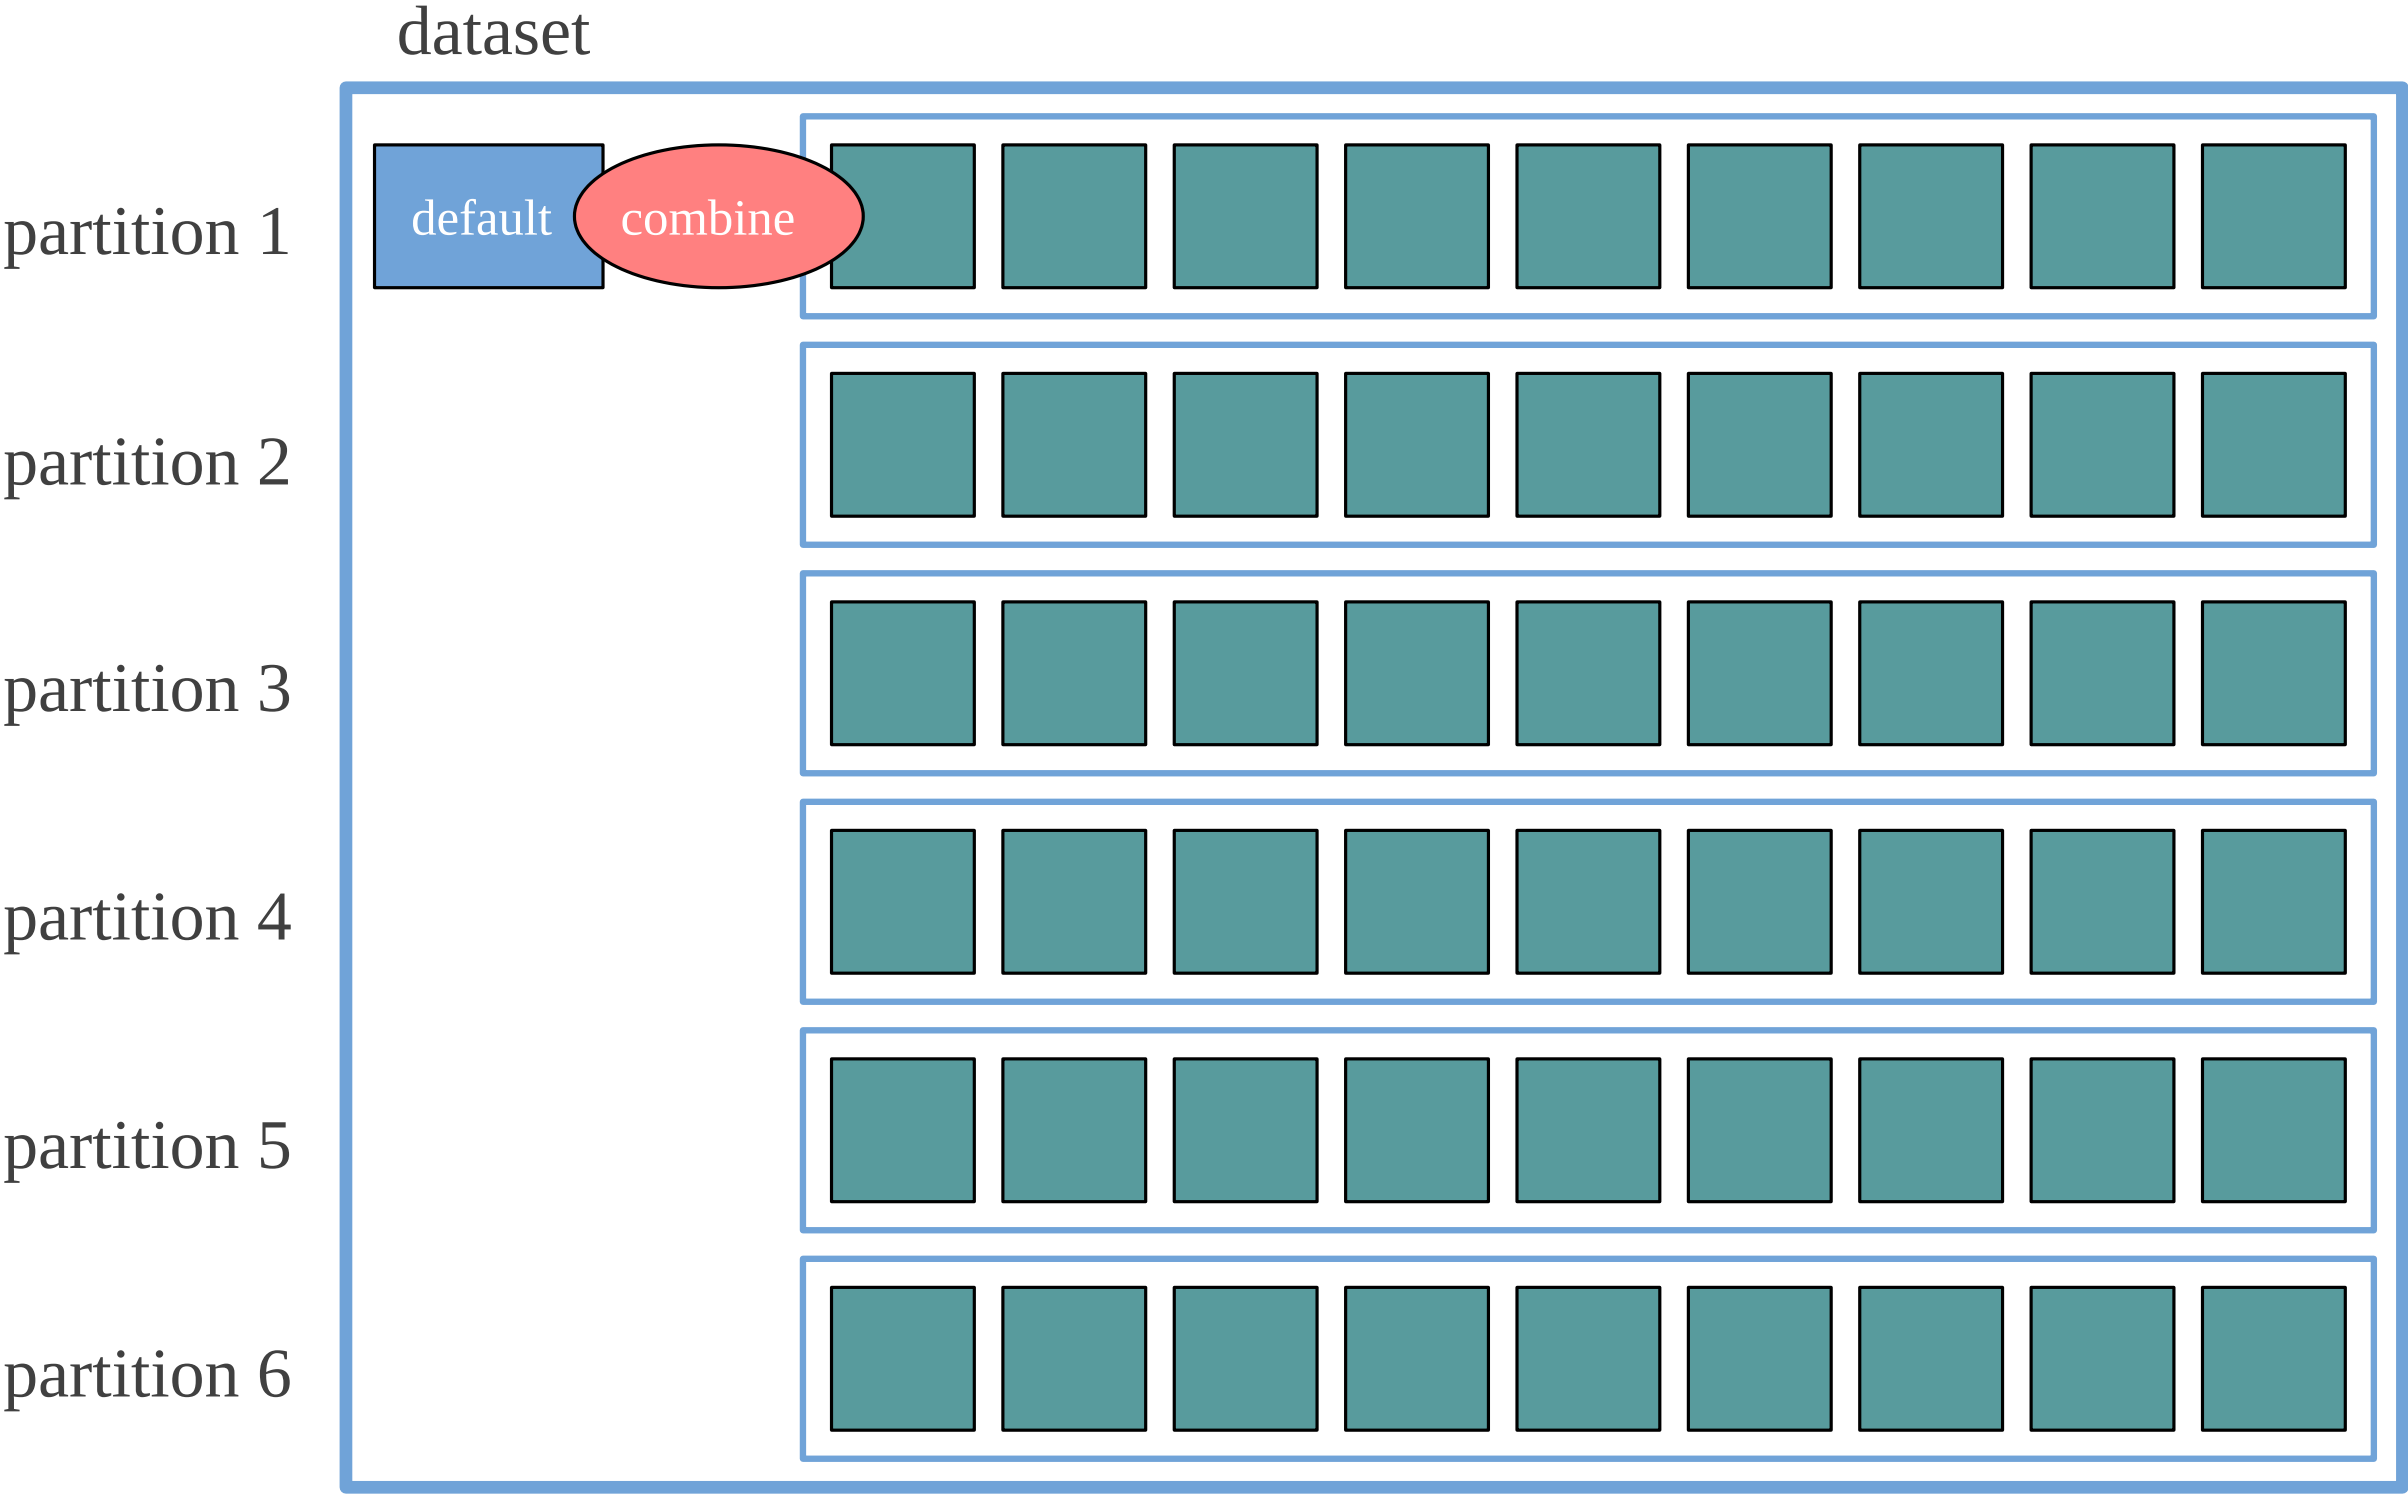 dataset
partition 1
default
combine
partition 2
partition 3
partition 4
partition 5
partition 6